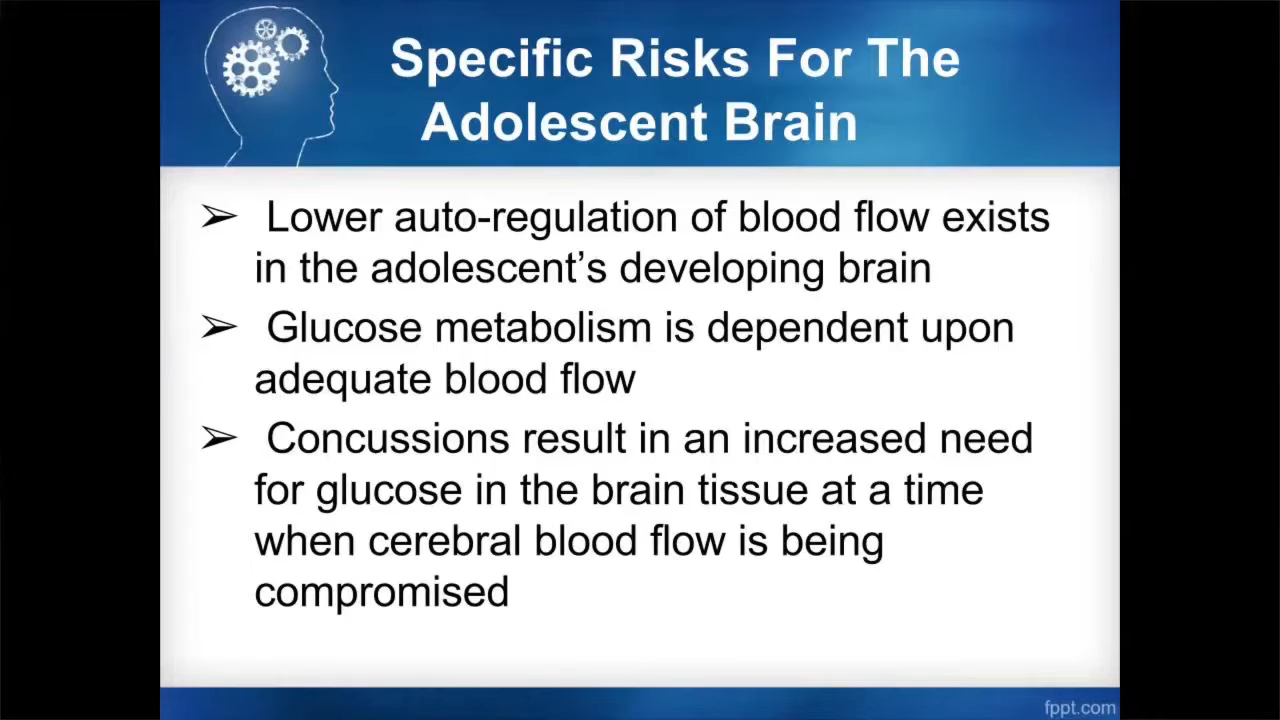 Specific Risks For The
Adolescent Brain
➢ Lower auto-regulation of blood flow exists
in the adolescent’s developing brain
➢ Glucose metabolism is dependent upon
adequate blood flow
➢ Concussions result in an increased need
for glucose in the brain tissue at a time
when cerebral blood flow is being
compromised
fppt.com